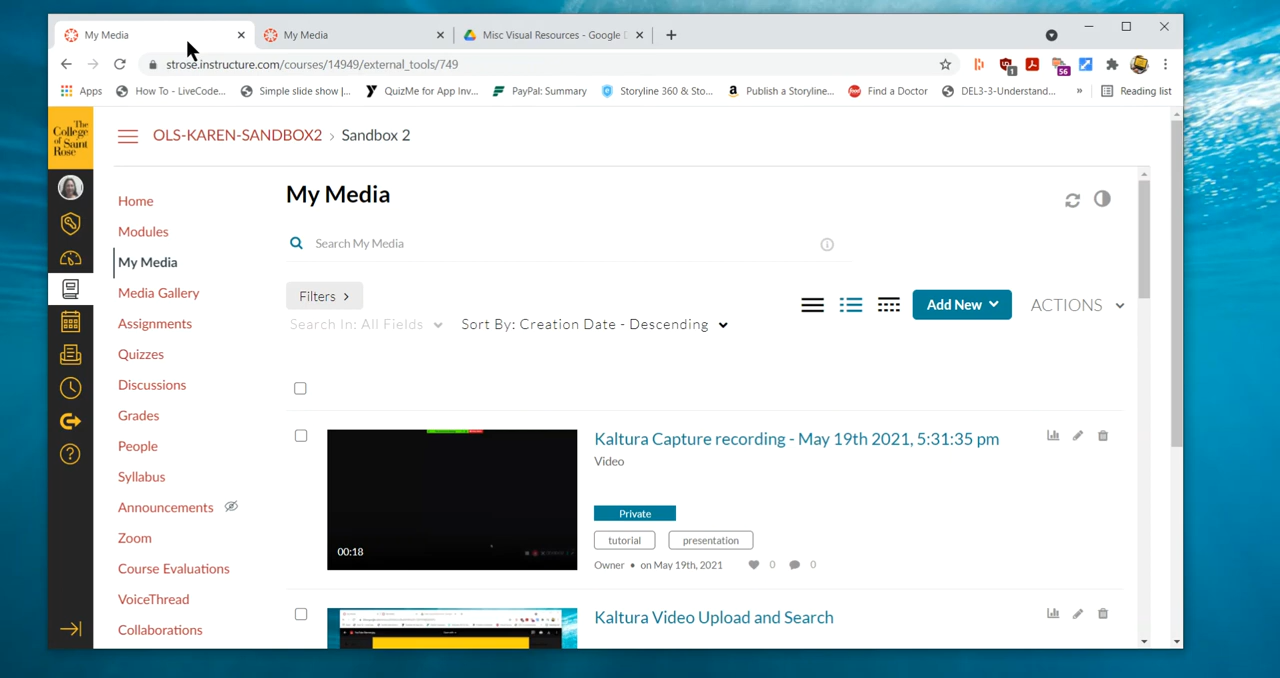 My Media
My Media
Misc Visual Resources - Google D
strose.instructure.com/courses/14949/external_tools/749
1
56
Apps
How To - LiveCode...
Simple slide show |...
QuizMe for App Inv...
PayPal: Summary
Storyline 360 & Sto...
Publish a Storyline...
Find a Doctor
DEL3-3-Understand...
»
Reading list
The
College
of Saint
Rose
OLS-KAREN-SANDBOX2 › Sandbox 2
Home
Modules
My Media
Media Gallery
Assignments
Quizzes
Discussions
Grades
People
Syllabus
Announcements
Zoom
Course Evaluations
VoiceThread
Collaborations
My Media
Search My Media
Filters
Search In: All Fields
Sort By: Creation Date - Descending
Add New
ACTIONS
00:18
Kaltura Capture recording - May 19th 2021, 5:31:35 pm
Video
Private
tutorial
presentation
Owner • on May 19th, 2021
0
0
Kaltura Video Upload and Search